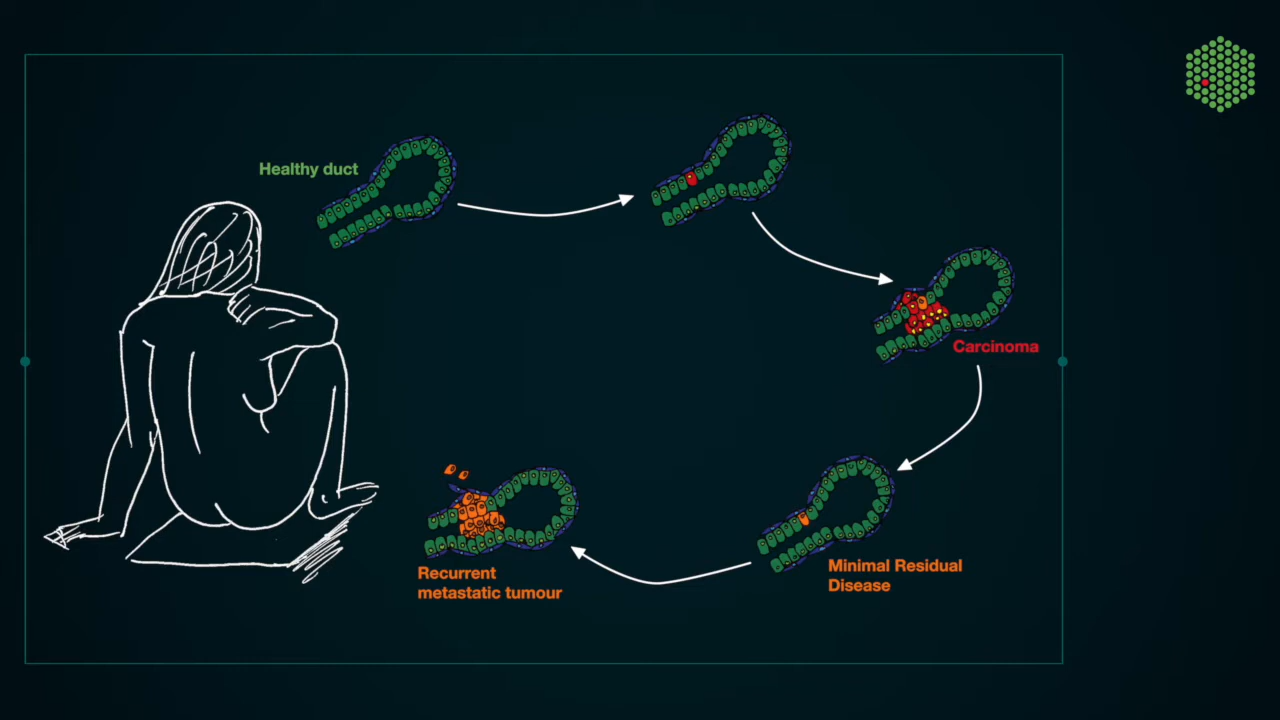 Healthy duct
Carcinoma
Minimal Residual
Disease
Recurrent
metastatic tumour